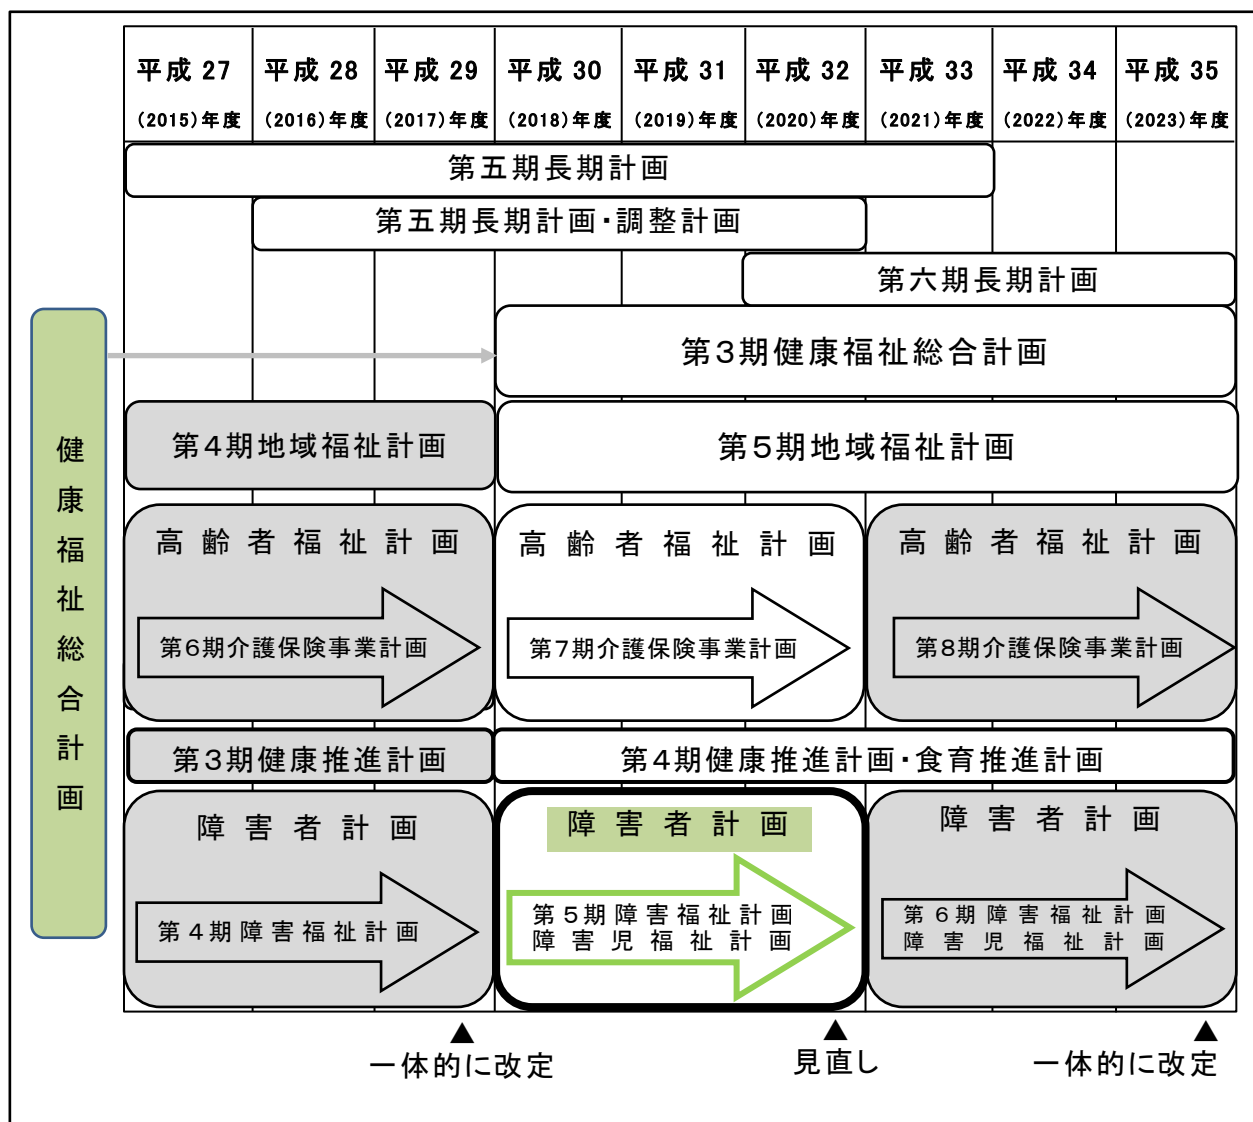 平成 27 平成 28 平成 29 平成 30 平成 31 平成 32 平成 33 平成 34 平成 35
(2015)年度 (2016)年度 (2017)年度 (2018)年度 (2019)年度 (2020)年度 (2021)年度 (2022)年度 (2023)年度
第五期長期計画
第五期長期計画・調整計画
第六期長期計画
健康福祉総合計画
第3期健康福祉総合計画
第4期地域福祉計画
第5期地域福祉計画
高齢者福祉計画
第6期介護保険事業計画
高齢者福祉計画
第7期介護保険事業計画
高齢者福祉計画
第8期介護保険事業計画
第3期健康推進計画
第4期健康推進計画・食育推進計画
障害者計画
第4期障害福祉計画
障害者計画
第5期障害福祉計画
障害児福祉計画
障害者計画
第6期障害福祉計画
障害児福祉計画
▲
一体的に改定
▲
見直し
▲
一体的に改定